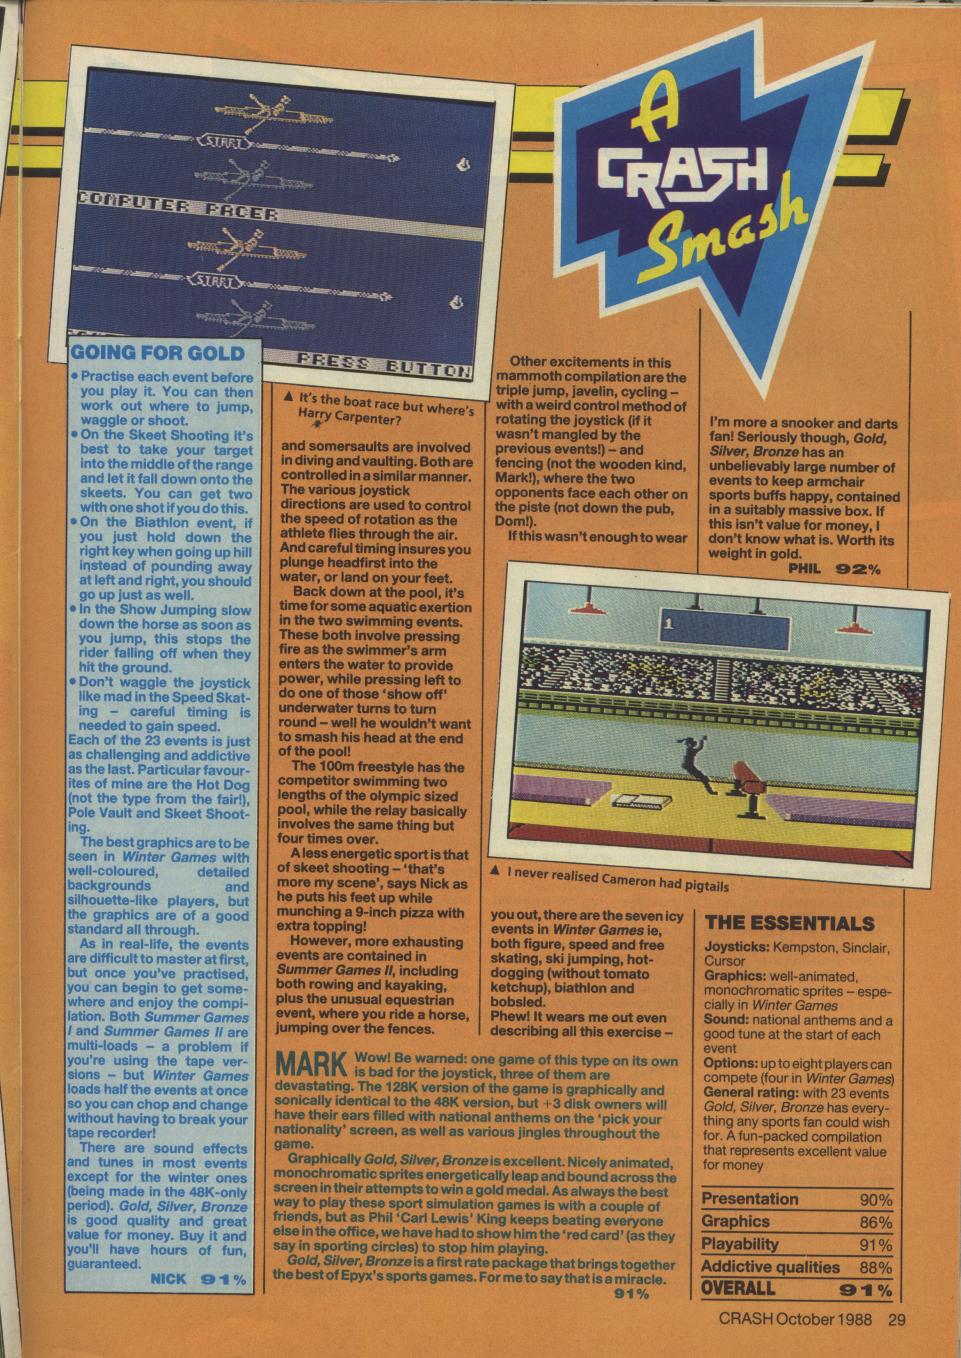 A
CRASH
Smash
START
COMPUTER PACER
START
PRESS BUTTON
GOING FOR GOLD
• Practise each event before
you play it. You can then
work out where to jump,
waggle or shoot.
• On the Skeet Shooting it's
best to take your target
into the middle of the range
and let it fall down onto the
skeets. You can get two
with one shot if you do this.
• On the Biathlon event, if
you just hold down the
right key when going up hill
instead of pounding away
at left and right, you should
go up just as well.
• In the Show Jumping slow
down the horse as soon as
you jump, this stops the
rider falling off when they
hit the ground.
• Don't waggle the joystick
like mad in the Speed Skat-
ing – careful timing is
needed to gain speed.
Each of the 23 events is just
as challenging and addictive
as the last. Particular favour-
ites of mine are the Hot Dog
(not the type from the fair!),
Pole Vault and Skeet Shoot-
ing.
The best graphics are to be
seen in Winter Games with
well-coloured, detailed
backgrounds and
silhouette-like players, but
the graphics are of a good
standard all through.
As in real-life, the events
are difficult to master at first,
but once you've practised,
you can begin to get some-
where and enjoy the compi-
lation. Both Summer Games
I and Summer Games II are
multi-loads – a problem if
you're using the tape ver-
sions – but Winter Games
loads half the events at once
so you can chop and change
without having to break your
tape recorder!
There are sound effects
and tunes in most events
except for the winter ones
(being made in the 48K-only
period). Gold, Silver, Bronze
is good quality and great
value for money. Buy it and
you'll have hours of fun,
guaranteed.
NICK 91%
▲ It's the boat race but where's
Harry Carpenter?
and somersaults are involved
in diving and vaulting. Both are
controlled in a similar manner.
The various joystick
directions are used to control
the speed of rotation as the
athlete flies through the air.
And careful timing insures you
plunge headfirst into the
water, or land on your feet.
Back down at the pool, it's
time for some aquatic exertion
in the two swimming events.
These both involve pressing
fire as the swimmer's arm
enters the water to provide
power, while pressing left to
do one of those 'show off'
underwater turns to turn
round – well he wouldn't want
to smash his head at the end
of the pool!
The 100m freestyle has the
competitor swimming two
lengths of the olympic sized
pool, while the relay basically
involves the same thing but
four times over.
A less energetic sport is that
of skeet shooting – 'that's
more my scene', says Nick as
he puts his feet up while
munching a 9-inch pizza with
extra topping!
However, more exhausting
events are contained in
Summer Games II, including
both rowing and kayaking,
plus the unusual equestrian
event, where you ride a horse,
jumping over the fences.
Other excitements in this
mammoth compilation are the
triple jump, javelin, cycling –
with a weird control method of
rotating the joystick (if it
wasn't mangled by the
previous events!) – and
fencing (not the wooden kind,
Mark!), where the two
opponents face each other on
the piste (not down the pub,
Dom!).
If this wasn't enough to wear
1
▲ I never realised Cameron had pigtails
you out, there are the seven icy
events in Winter Games ie,
both figure, speed and free
skating, ski jumping, hot-
dogging (without tomato
ketchup), biathlon and
bobsled.
Phew! It wears me out even
describing all this exercise –
I'm more a snooker and darts
fan! Seriously though, Gold,
Silver, Bronze has an
unbelievably large number of
events to keep armchair
sports buffs happy, contained
in a suitably massive box. If
this isn't value for money, I
don't know what is. Worth its
weight in gold.
PHIL 92%
MARK Wow! Be warned: one game of this type on its own
is bad for the joystick, three of them are
devastating. The 128K version of the game is graphically and
sonically identical to the 48K version, but +3 disk owners will
have their ears filled with national anthems on the 'pick your
nationality' screen, as well as various jingles throughout the
game.
Graphically Gold, Silver, Bronze is excellent. Nicely animated,
monochromatic sprites energetically leap and bound across the
screen in their attempts to win a gold medal. As always the best
way to play these sport simulation games is with a couple of
friends, but as Phil 'Carl Lewis' King keeps beating everyone
else in the office, we have had to show him the 'red card' (as they
say in sporting circles) to stop him playing.
Gold, Silver, Bronze is a first rate package that brings together
the best of Epyx's sports games. For me to say that is a miracle.
91%
THE ESSENTIALS
Joysticks: Kempston, Sinclair,
Cursor
Graphics: well-animated,
monochromatic sprites – espe-
cially in Winter Games
Sound: national anthems and a
good tune at the start of each
event
Options: up to eight players can
compete (four in Winter Games)
General rating: with 23 events
Gold, Silver, Bronze has every-
thing any sports fan could wish
for. A fun-packed compilation
that represents excellent value
for money
Presentation 90%
Graphics 86%
Playability 91%
Addictive qualities 88%
OVERALL 91%
CRASH October 1988 29